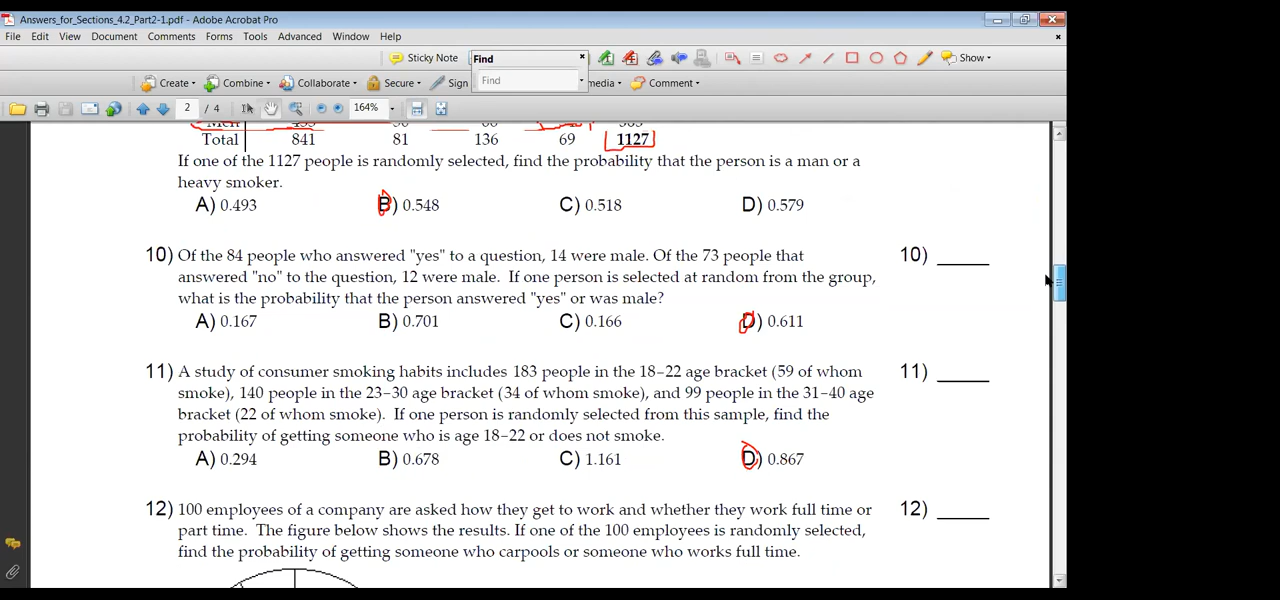 Answers_for_Sections_4.2_Part2-1.pdf - Adobe Acrobat Pro
File Edit View Document Comments Forms Tools Advanced Window Help
Sticky Note Find Show
Create Combine Collaborate Secure Sign Find media Comment
2 / 4 164%
Men
Total 841 81 136 69 1127
If one of the 1127 people is randomly selected, find the probability that the person is a man or a
heavy smoker.
A) 0.493 B) 0.548 C) 0.518 D) 0.579
10) Of the 84 people who answered "yes" to a question, 14 were male. Of the 73 people that 10)
answered "no" to the question, 12 were male. If one person is selected at random from the group,
what is the probability that the person answered "yes" or was male?
A) 0.167 B) 0.701 C) 0.166 D) 0.611
11) A study of consumer smoking habits includes 183 people in the 18-22 age bracket (59 of whom 11)
smoke), 140 people in the 23-30 age bracket (34 of whom smoke), and 99 people in the 31-40 age
bracket (22 of whom smoke). If one person is randomly selected from this sample, find the
probability of getting someone who is age 18-22 or does not smoke.
A) 0.294 B) 0.678 C) 1.161 D) 0.867
12) 100 employees of a company are asked how they get to work and whether they work full time or 12)
part time. The figure below shows the results. If one of the 100 employees is randomly selected,
find the probability of getting someone who carpools or someone who works full time.